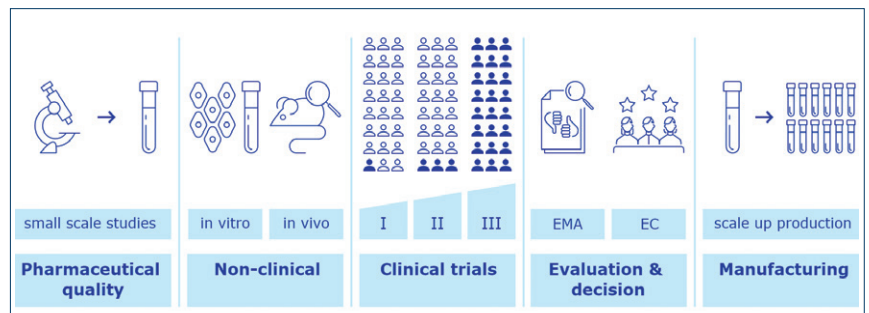 small scale studies
in vitro
in vivo
I
II
III
EMA
EC
scale up production
Pharmaceutical
quality
Non-clinical
Clinical trials
Evaluation &
decision
Manufacturing